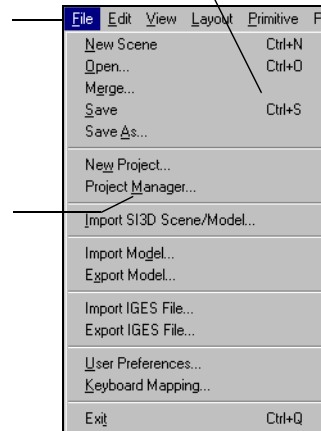 File Edit View Layout Primitive
New Scene Ctrl+N
Open... Ctrl+O
Merge...
Save Ctrl+S
Save As...
New Project...
Project Manager...
Import SI3D Scene/Model...
Import Model...
Export Model...
Import IGES File...
Export IGES File...
User Preferences...
Keyboard Mapping...
Exit Ctrl+Q